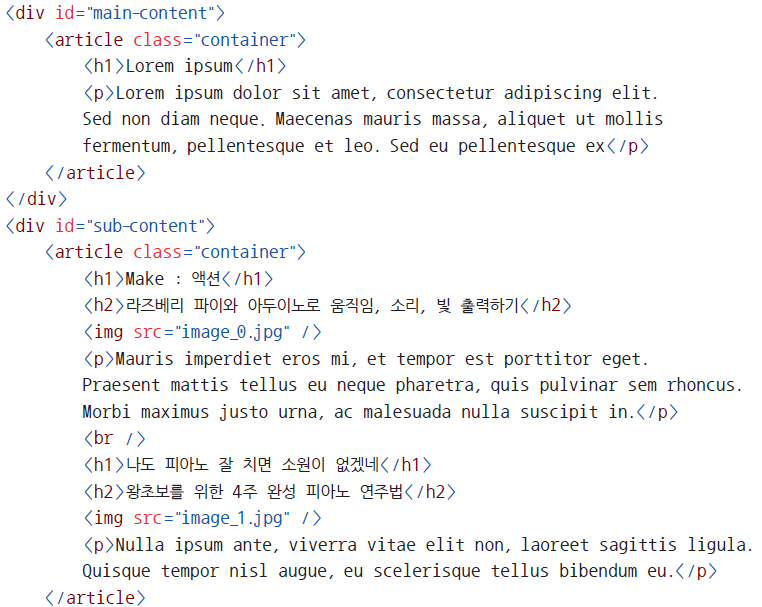 <div id="main-content">
<article class="container">
<h1>Lorem ipsum</h1>
<p>Lorem ipsum dolor sit amet, consectetur adipiscing elit.
Sed non diam neque. Maecenas mauris massa, aliquet ut mollis
fermentum, pellentesque et leo. Sed eu pellentesque ex</p>
</article>
</div>
<div id="sub-content">
<article class="container">
<h1>Make : 액션</h1>
<h2>라즈베리 파이와 아두이노로 움직임, 소리, 빛 출력하기</h2>
<img src="image_0.jpg" />
<p>Mauris imperdiet eros mi, et tempor est porttitor eget.
Praesent mattis tellus eu neque pharetra, quis pulvinar sem rhoncus.
Morbi maximus justo urna, ac malesuada nulla suscipit in.</p>
<br />
<h1>나도 피아노 잘 치면 소원이 없겠네</h1>
<h2>왕초보를 위한 4주 완성 피아노 연주법</h2>
<img src="image_1.jpg" />
<p>Nulla ipsum ante, viverra vitae elit non, laoreet sagittis ligula.
Quisque tempor nisl augue, eu scelerisque tellus bibendum eu.</p>
</article>